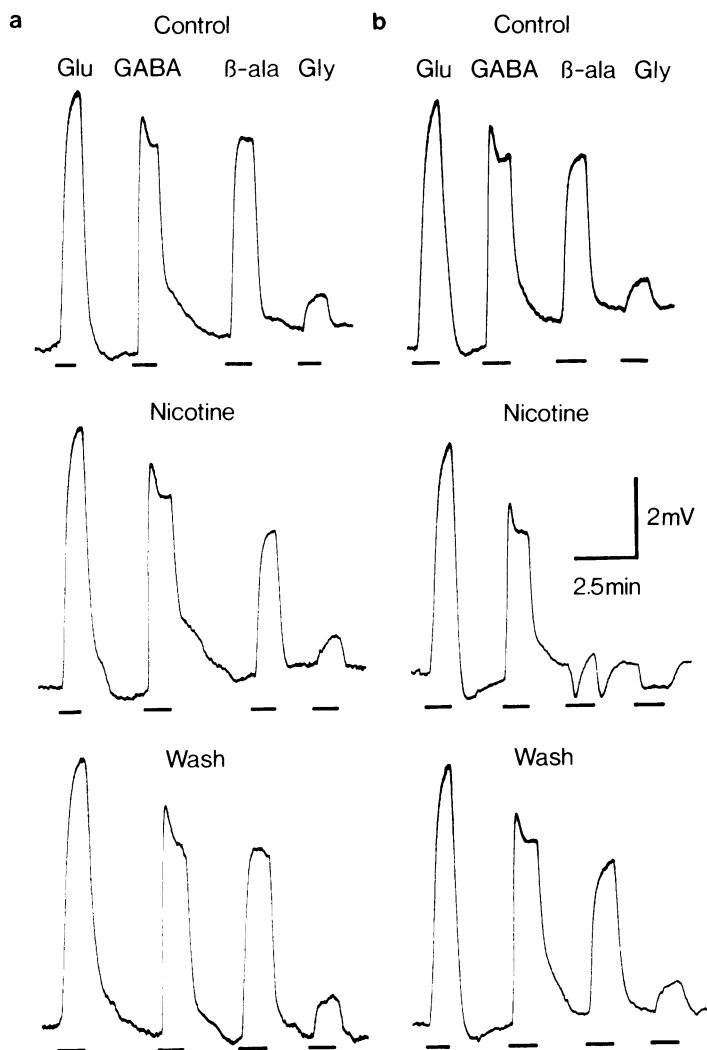 a
Control
Glu GABA ß-ala Gly
Nicotine
Wash
b
Control
Glu GABA ß-ala Gly
Nicotine
2mV
2.5min
Wash